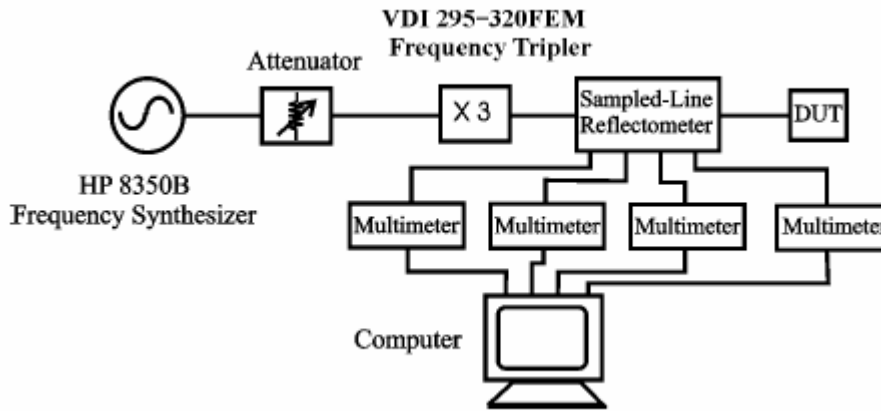 VDI 295−320FEM
Frequency Tripler
Attenuator
X 3
Sampled-Line
Reflectometer
DUT
HP 8350B
Frequency Synthesizer
Multimeter
Multimeter
Multimeter
Multimeter
Computer